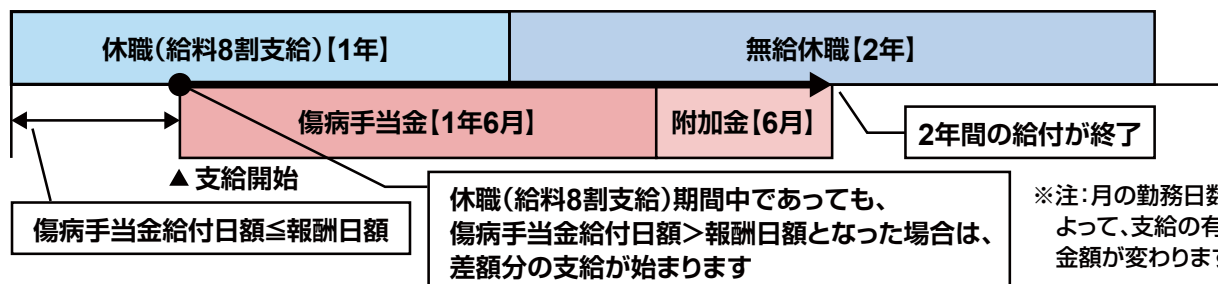 休職（給料8割支給）【1年】
無給休職【2年】
傷病手当金【1年6月】
附加金【6月】
2年間の給付が終了
▲ 支給開始
傷病手当金給付日額≦報酬日額
休職（給料8割支給）期間中であっても、
傷病手当金給付日額＞報酬日額となった場合は、
差額分の支給が始まります
※注：月の勤務日数
よって、支給の有
金額が変わります